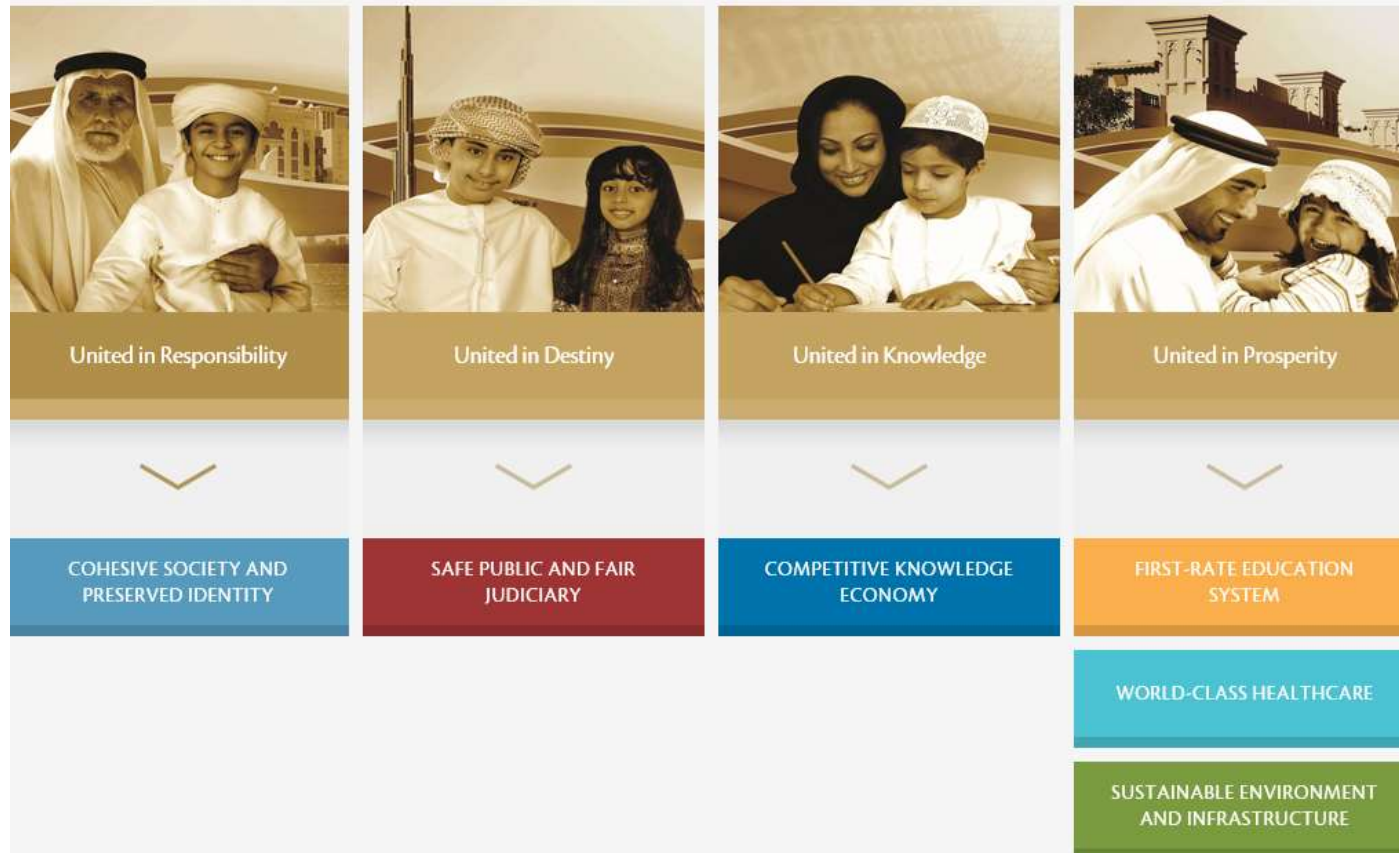 United in Responsibility
United in Destiny
United in Knowledge
United in Prosperity
COHESIVE SOCIETY AND
PRESERVED IDENTITY
SAFE PUBLIC AND FAIR
JUDICIARY
COMPETITIVE KNOWLEDGE
ECONOMY
FIRST-RATE EDUCATION
SYSTEM
WORLD-CLASS HEALTHCARE
SUSTAINABLE ENVIRONMENT
AND INFRASTRUCTURE